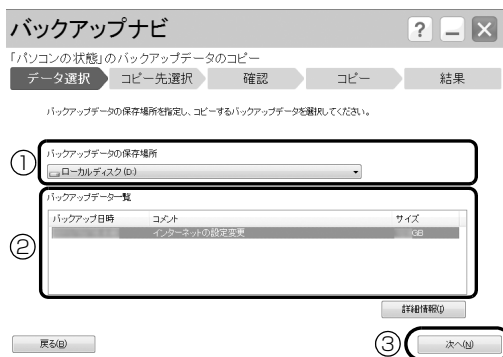 バックアップナビ
? － ×
「パソコンの状態」のバックアップデータのコピー
データ選択 コピー先選択 確認 コピー 結果
バックアップデータの保存場所を指定し、コピーするバックアップデータを選択してください。
①
バックアップデータの保存場所
ローカルディスク(D:)
②
バックアップデータ一覧
バックアップ日時 コメント サイズ
インターネットの設定変更 GB
詳細情報(I)
戻る(B) ③ 次へ(N)